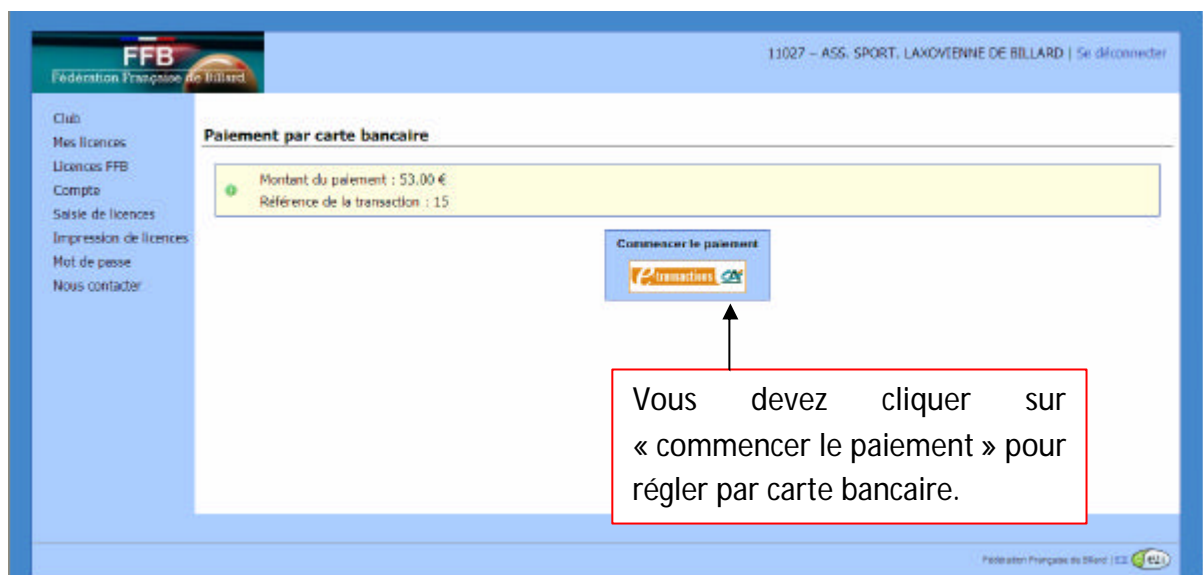 FFB
Fédération Française de Billard
11027 – ASS. SPORT. LAXOVIENNE DE BILLARD | Se déconnecter
Club
Mes licences
Licences FFB
Compte
Saisie de licences
Impression de licences
Mot de passe
Nous contacter
Paiement par carte bancaire
Montant du paiement : 53.00 €
Référence de la transaction : 15
Commencer le paiement
e-transactions CA
Vous devez cliquer sur
« commencer le paiement » pour
régler par carte bancaire.
Fédération Française de Billard |